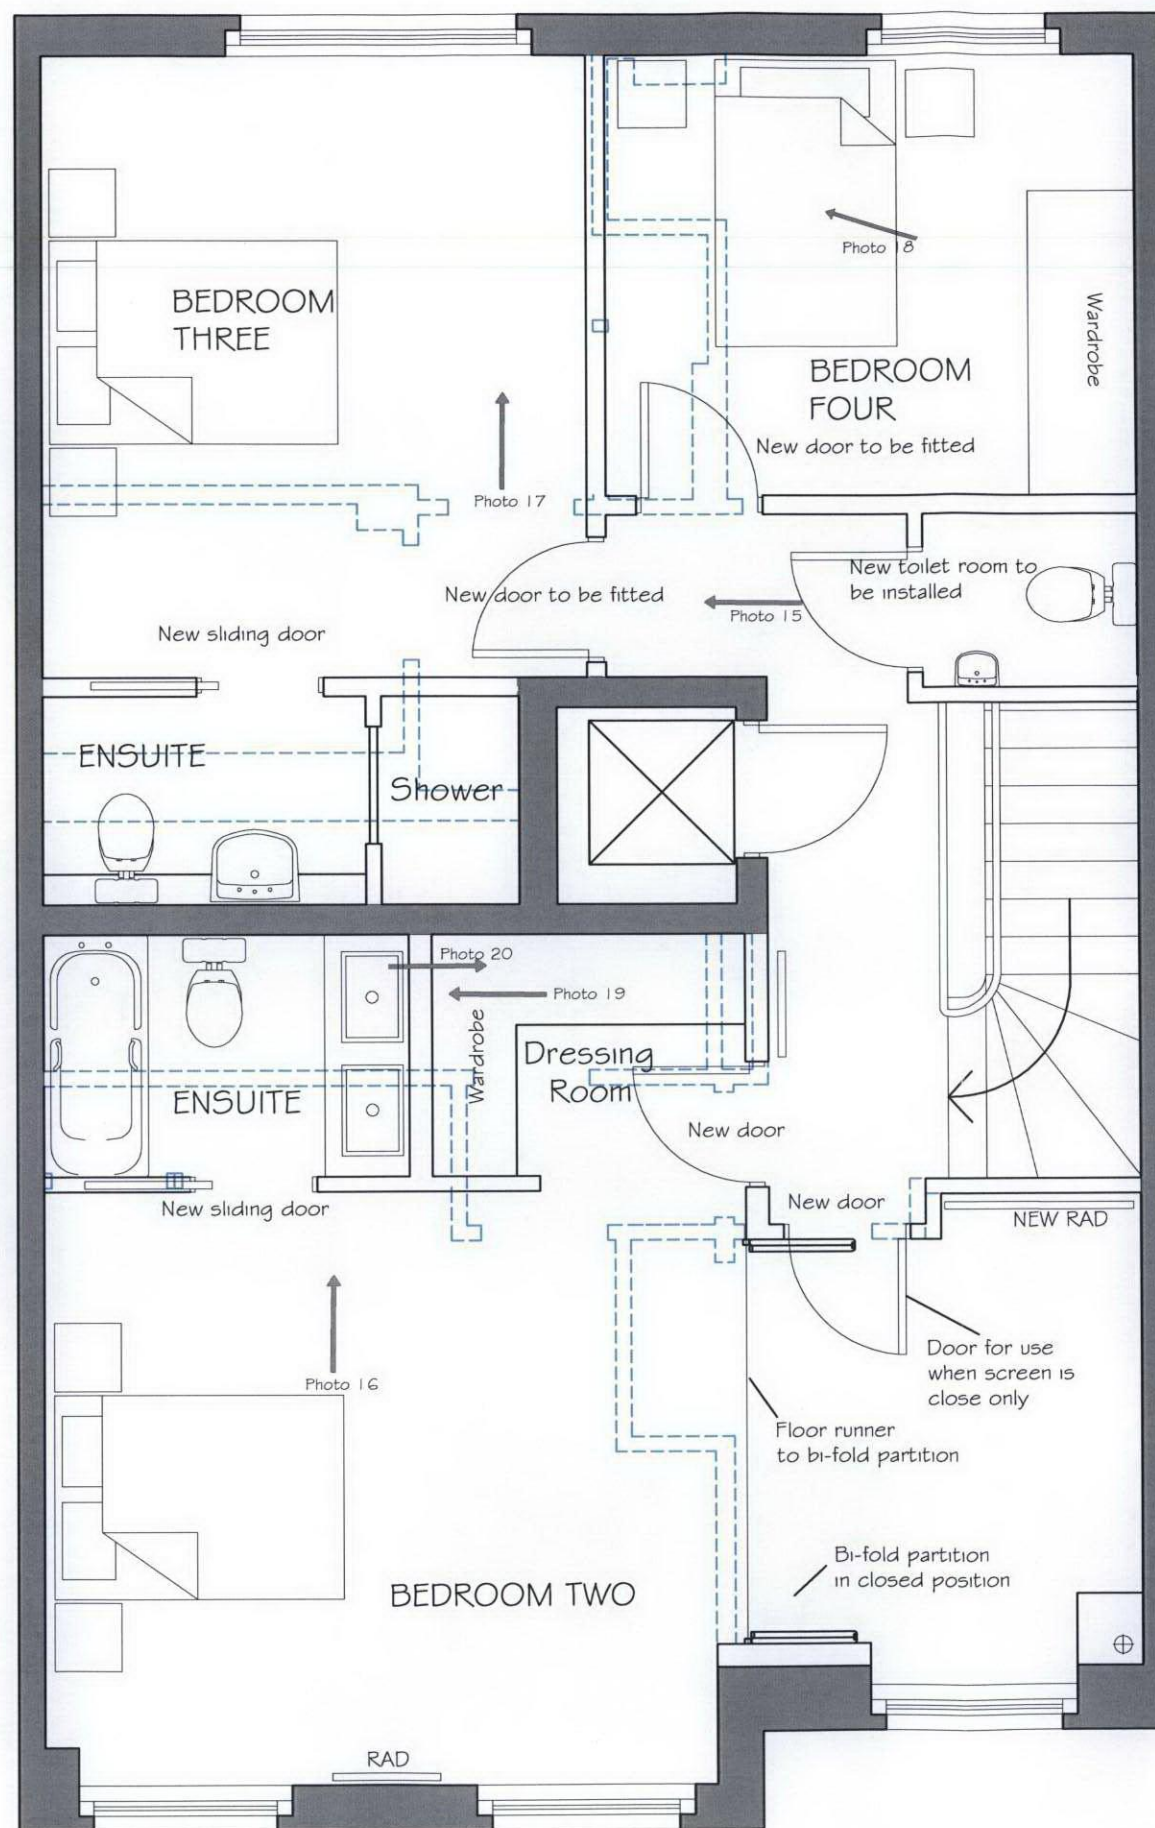 Photo 18
BEDROOM
THREE
Wardrobe
BEDROOM
FOUR
New door to be fitted
Photo 17
New toilet room to
be installed
New door to be fitted
Photo 15
New sliding door
ENSUITE
Shower
Photo 20
Photo 19
Wardrobe
Dressing
Room
ENSUITE
New door
New sliding door
New door
NEW RAD
Door for use
when screen is
close only
Photo 16
Floor runner
to bi-fold partition
Bi-fold partition
in closed position
BEDROOM TWO
RAD